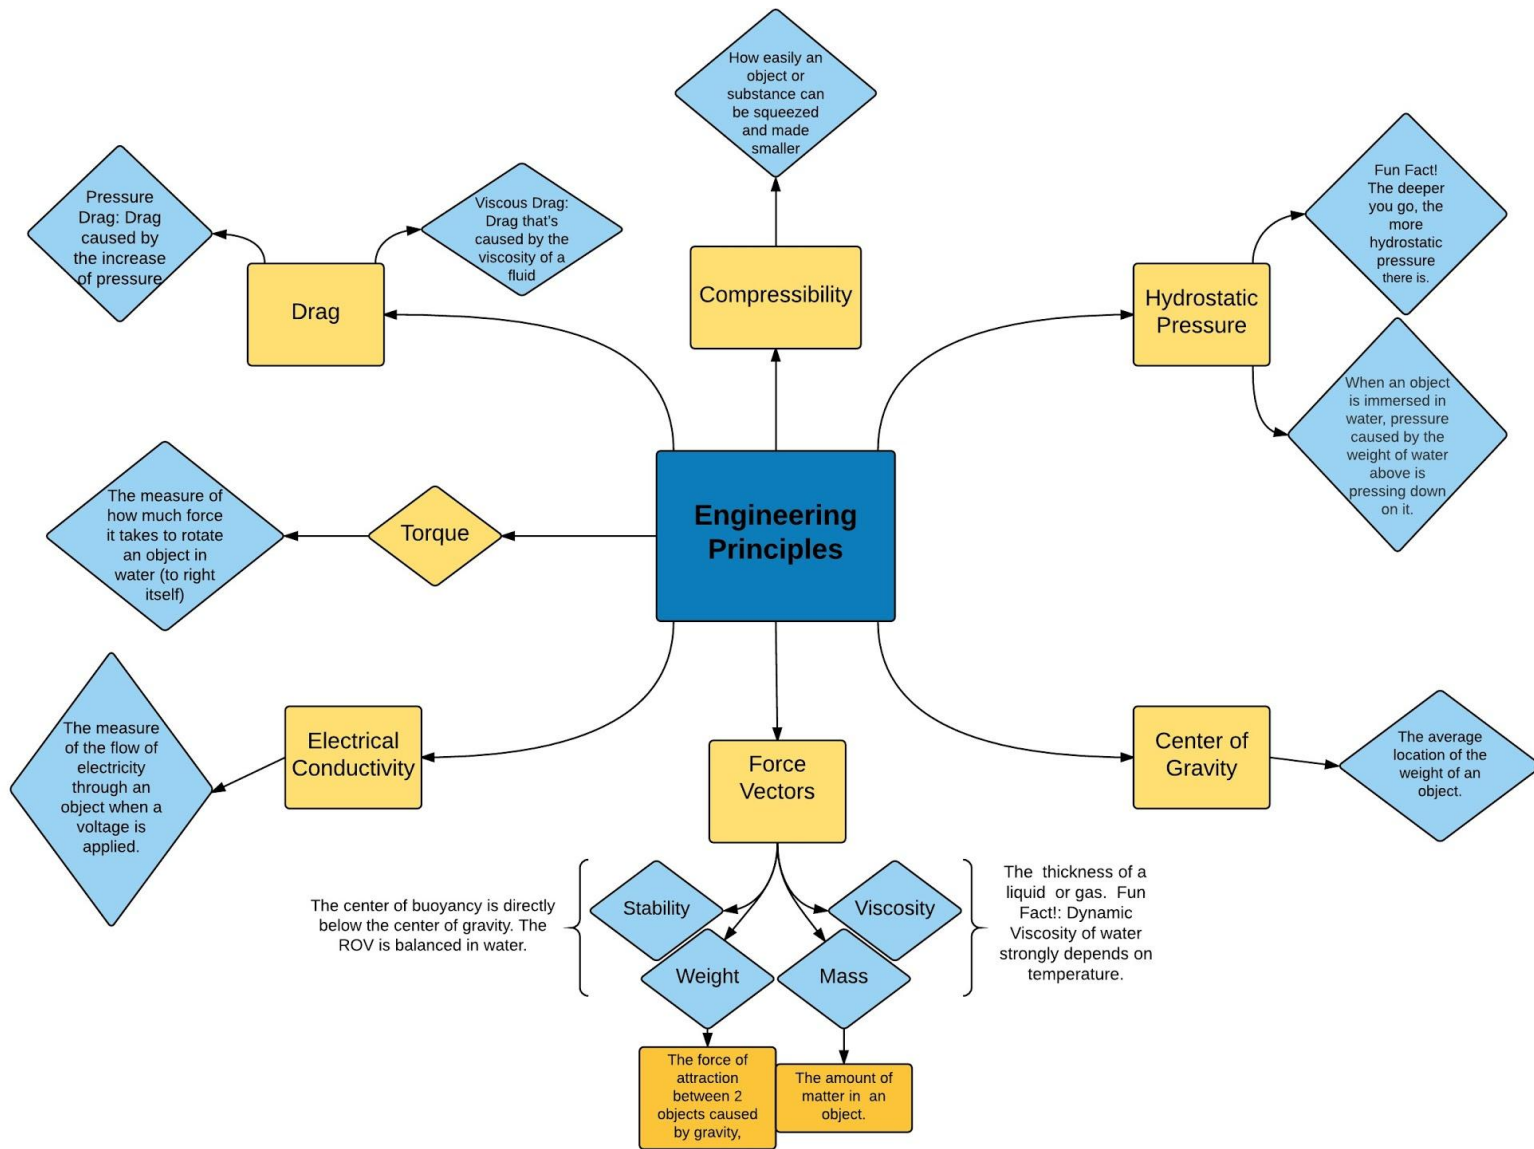 How easily an
object or
substance can
be squeezed
and made
smaller
Pressure
Drag: Drag
caused by
the increase
of pressure
Viscous Drag:
Drag that's
caused by the
viscosity of a
fluid
Fun Fact!
The deeper
you go, the
more
hydrostatic
pressure
there is.
Drag
Compressibility
Hydrostatic
Pressure
When an object
is immersed in
water, pressure
caused by the
weight of water
above is
pressing down
on it.
The measure of
how much force
it takes to rotate
an object in
water (to right
itself)
Torque
Engineering
Principles
The measure
of the flow of
electricity
through an
object when a
voltage is
applied.
Electrical
Conductivity
Force
Vectors
Center of
Gravity
The average
location of the
weight of an
object.
The center of buoyancy is directly
below the center of gravity. The
ROV is balanced in water.
Stability
Viscosity
The  thickness of a
liquid  or gas.  Fun
Fact!: Dynamic
Viscosity of water
strongly depends on
temperature.
Weight
Mass
The force of
attraction
between 2
objects caused
by gravity,
The amount of
matter in  an
object.